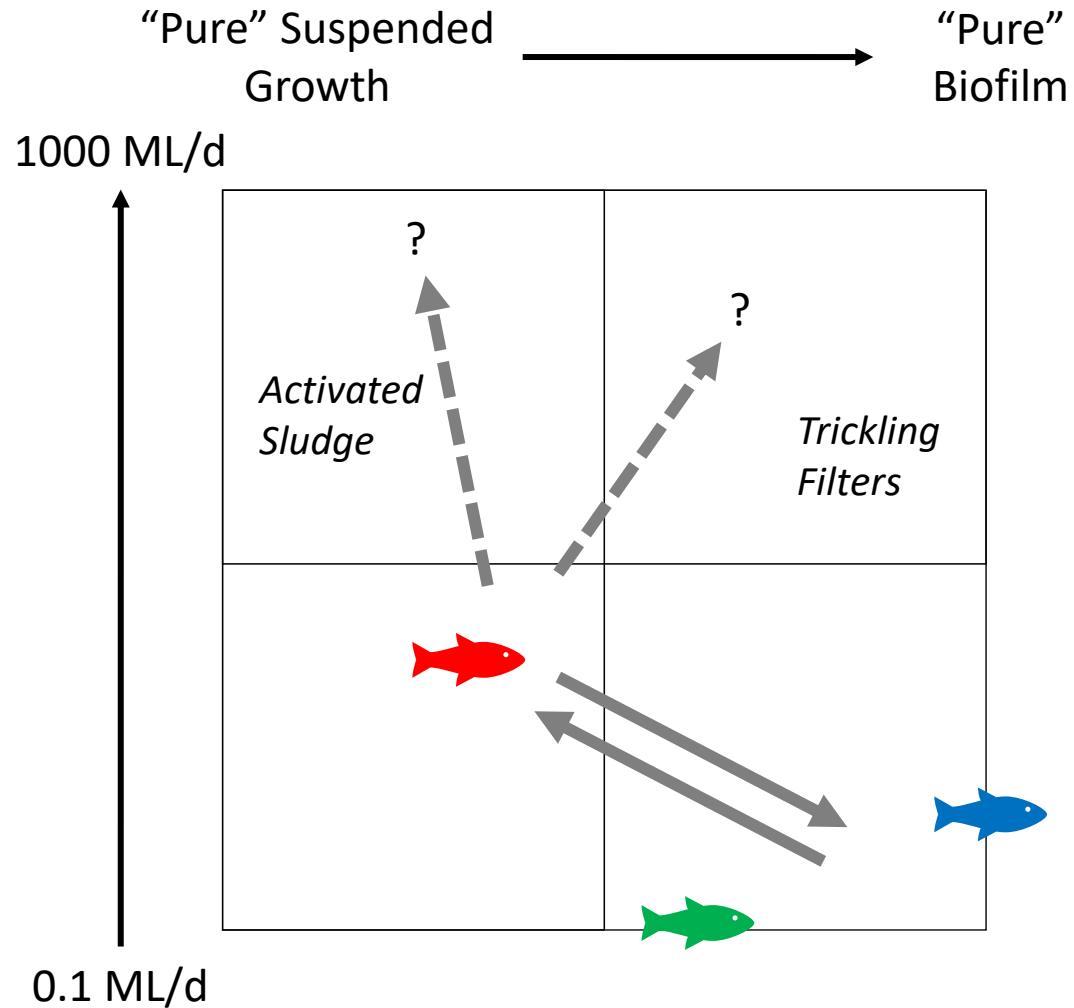 “Pure” Suspended
Growth
“Pure”
Biofilm
1000 ML/d
?
?
Activated
Sludge
Trickling
Filters
0.1 ML/d